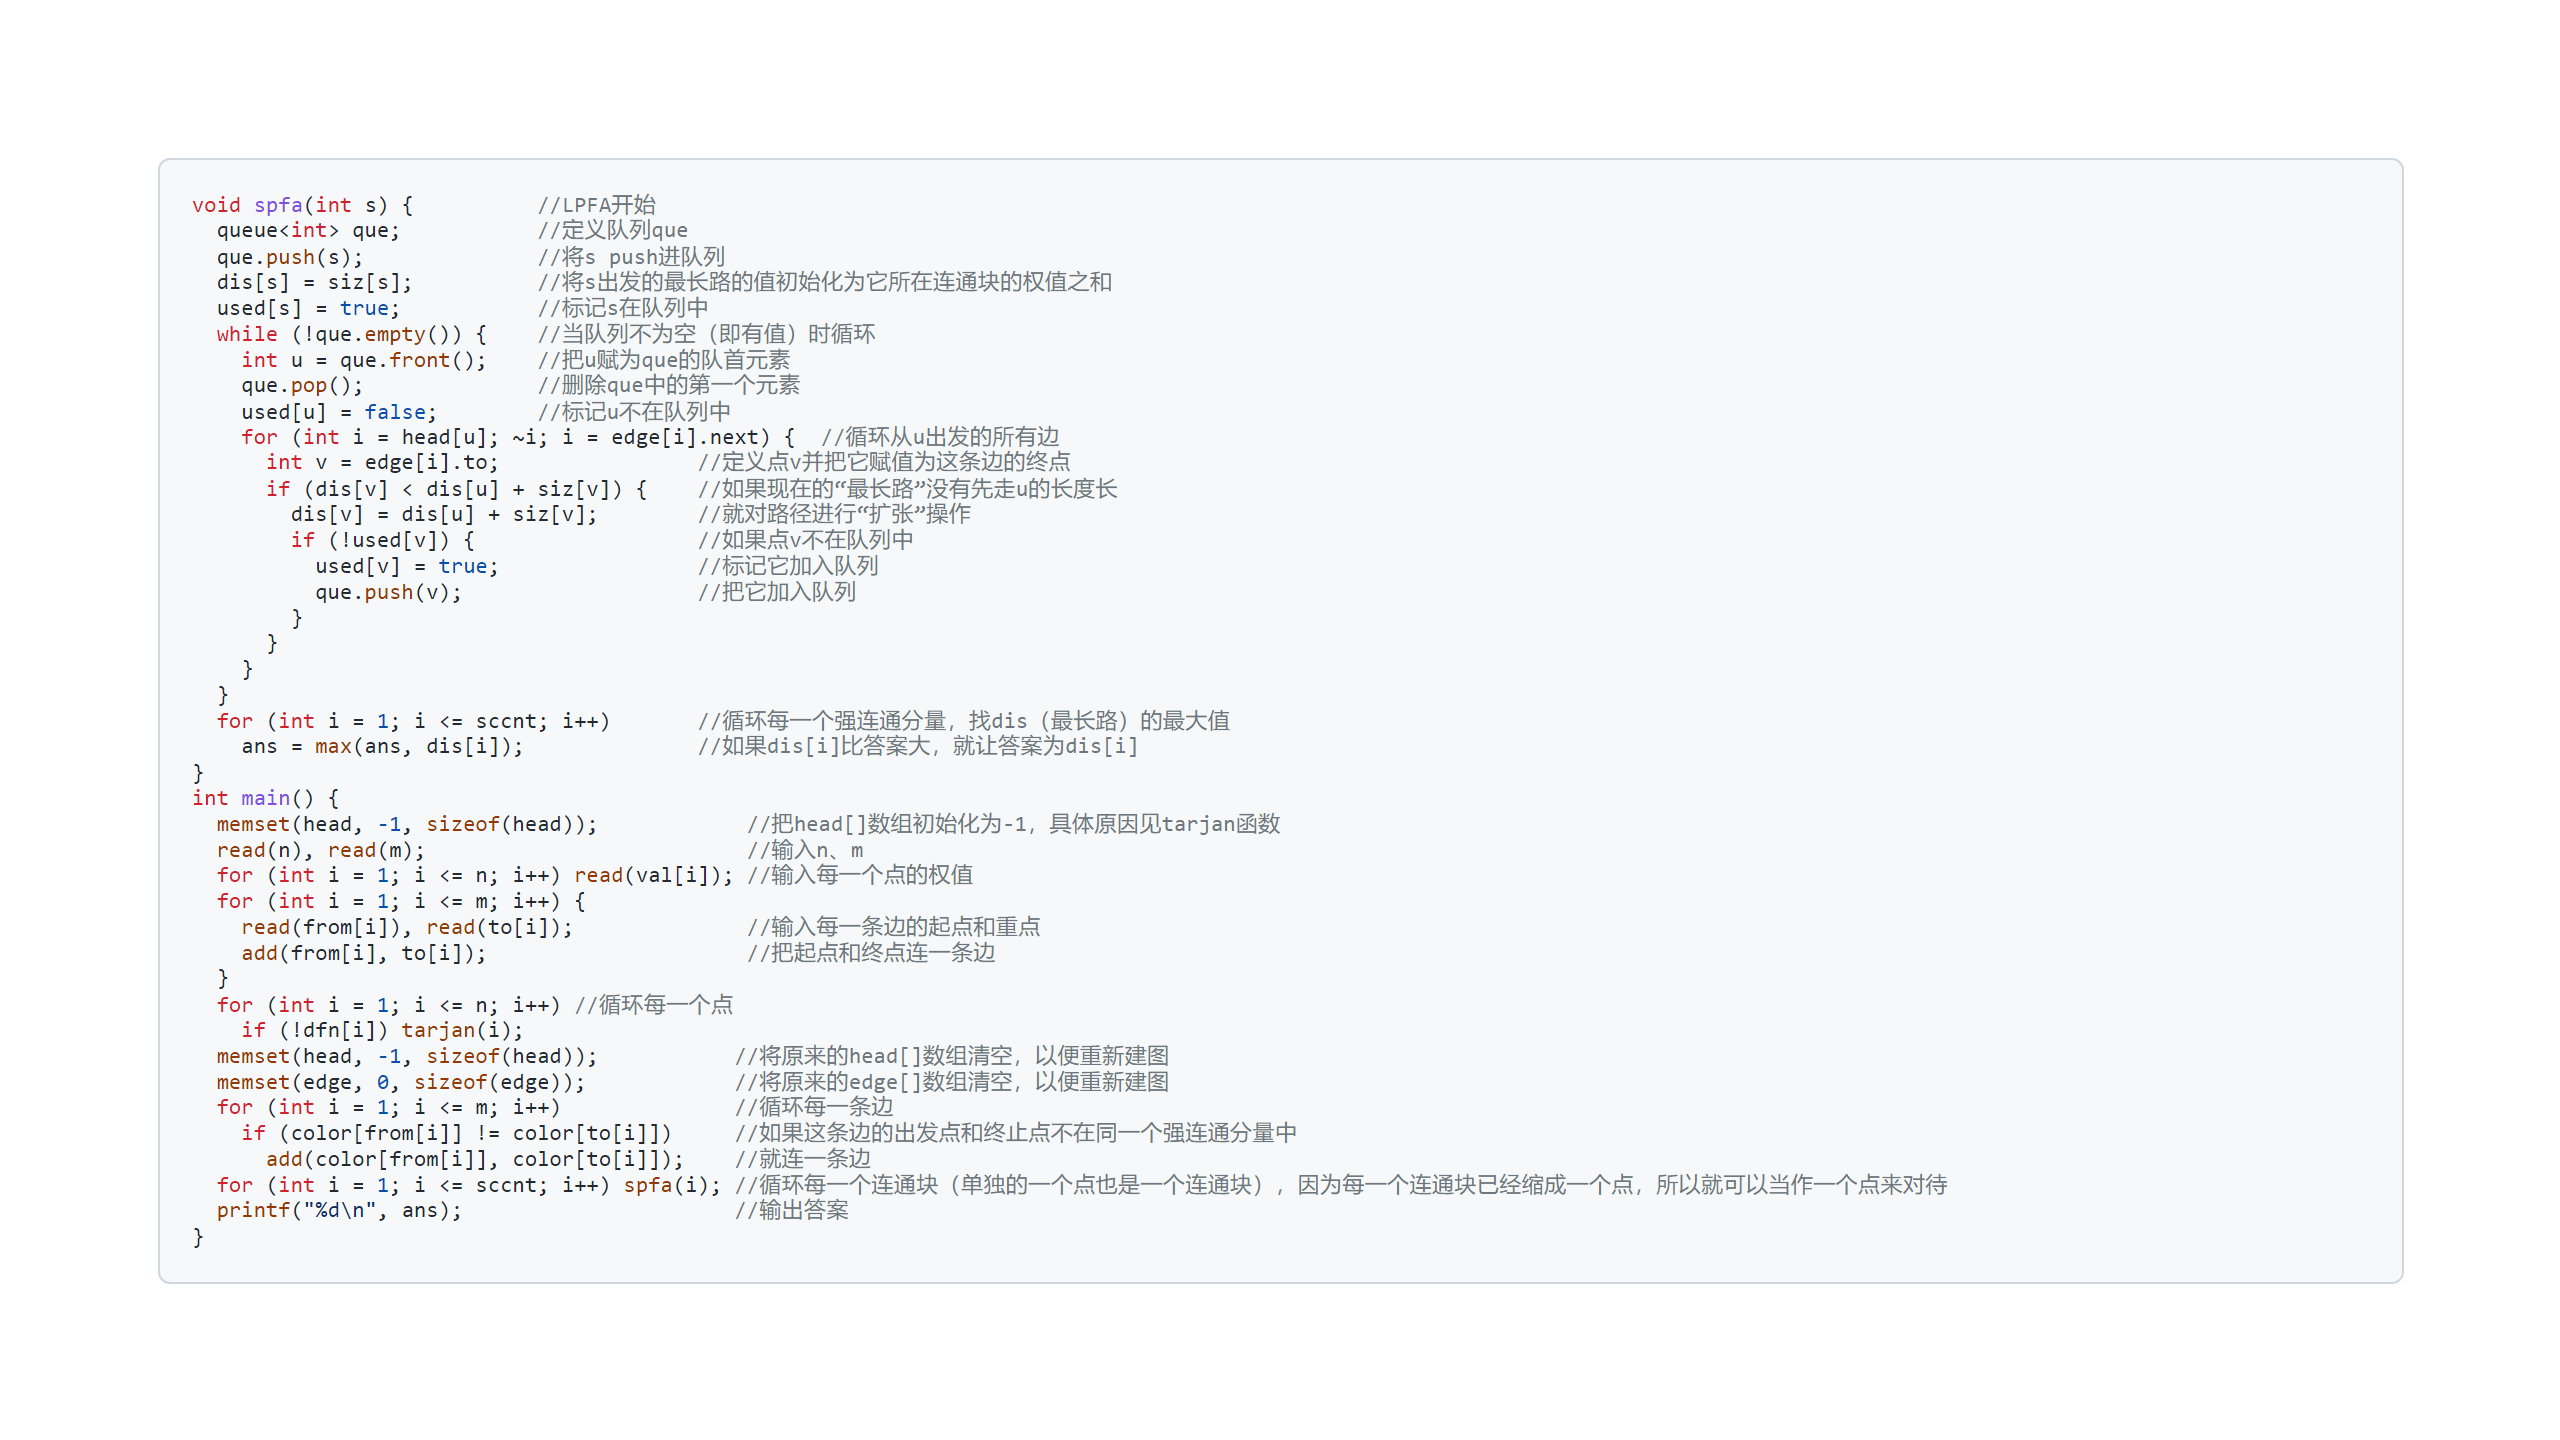 void spfa(int s) {          //LPFA开始
  queue<int> que;           //定义队列que
  que.push(s);              //将s push进队列
  dis[s] = siz[s];          //将s出发的最长路的值初始化为它所在连通块的权值之和
  used[s] = true;           //标记s在队列中
  while (!que.empty()) {    //当队列不为空（即有值）时循环
    int u = que.front();    //把u赋为que的队首元素
    que.pop();              //删除que中的第一个元素
    used[u] = false;        //标记u不在队列中
    for (int i = head[u]; ~i; i = edge[i].next) {  //循环从u出发的所有边
      int v = edge[i].to;                //定义点v并把它赋值为这条边的终点
      if (dis[v] < dis[u] + siz[v]) {    //如果现在的“最长路”没有先走u的长度长
        dis[v] = dis[u] + siz[v];        //就对路径进行“扩张”操作
        if (!used[v]) {                  //如果点v不在队列中
          used[v] = true;                //标记它加入队列
          que.push(v);                   //把它加入队列
        }
      }
    }
  }
  for (int i = 1; i <= sccnt; i++)       //循环每一个强连通分量，找dis（最长路）的最大值
    ans = max(ans, dis[i]);              //如果dis[i]比答案大，就让答案为dis[i]
}
int main() {
  memset(head, -1, sizeof(head));            //把head[]数组初始化为-1，具体原因见tarjan函数
  read(n), read(m);                          //输入n、m
  for (int i = 1; i <= n; i++) read(val[i]); //输入每一个点的权值
  for (int i = 1; i <= m; i++) {
    read(from[i]), read(to[i]);              //输入每一条边的起点和重点
    add(from[i], to[i]);                     //把起点和终点连一条边
  }
  for (int i = 1; i <= n; i++) //循环每一个点
    if (!dfn[i]) tarjan(i);
  memset(head, -1, sizeof(head));           //将原来的head[]数组清空，以便重新建图
  memset(edge, 0, sizeof(edge));            //将原来的edge[]数组清空，以便重新建图
  for (int i = 1; i <= m; i++)              //循环每一条边
    if (color[from[i]] != color[to[i]])     //如果这条边的出发点和终止点不在同一个强连通分量中
      add(color[from[i]], color[to[i]]);    //就连一条边
  for (int i = 1; i <= sccnt; i++) spfa(i); //循环每一个连通块（单独的一个点也是一个连通块），因为每一个连通块已经缩成一个点，所以就可以当作一个点来对待
  printf("%d\n", ans);                      //输出答案
}